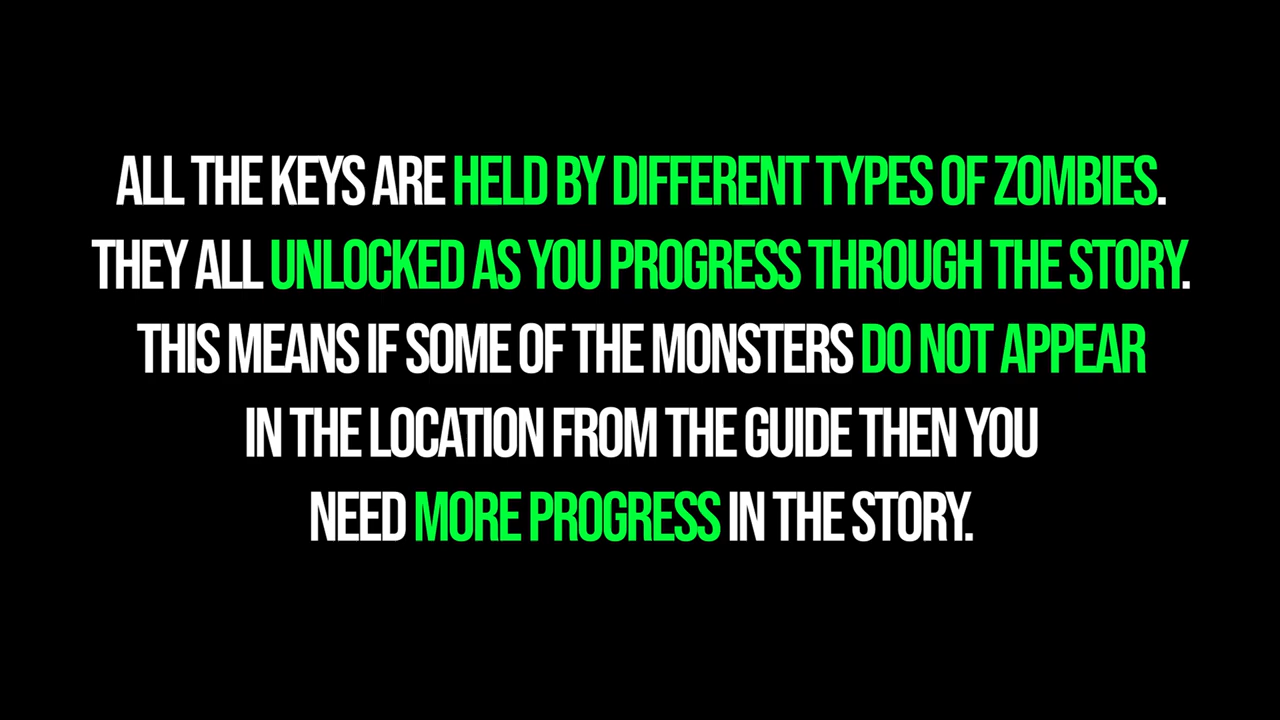 ALL THE KEYS ARE HELD BY DIFFERENT TYPES OF ZOMBIES.
THEY ALL UNLOCKED AS YOU PROGRESS THROUGH THE STORY.
THIS MEANS IF SOME OF THE MONSTERS DO NOT APPEAR
IN THE LOCATION FROM THE GUIDE THEN YOU
NEED MORE PROGRESS IN THE STORY.